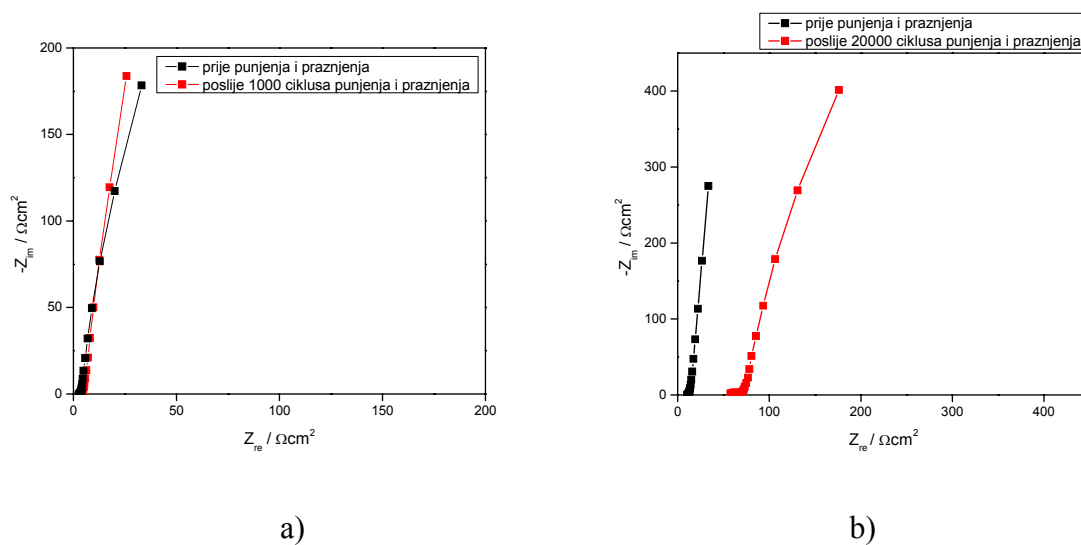 prije punjenja i praznjenja
poslije 1000 ciklusa punjenja i praznjenja
200
150
100
50
0
-Z_im / Ωcm²
0
50
100
150
200
Z_re / Ωcm²
a)
prije punjenja i praznjenja
poslije 20000 ciklusa punjenja i praznjenja
400
300
200
100
0
-Z_im / Ωcm²
0
100
200
300
400
Z_re / Ωcm²
b)